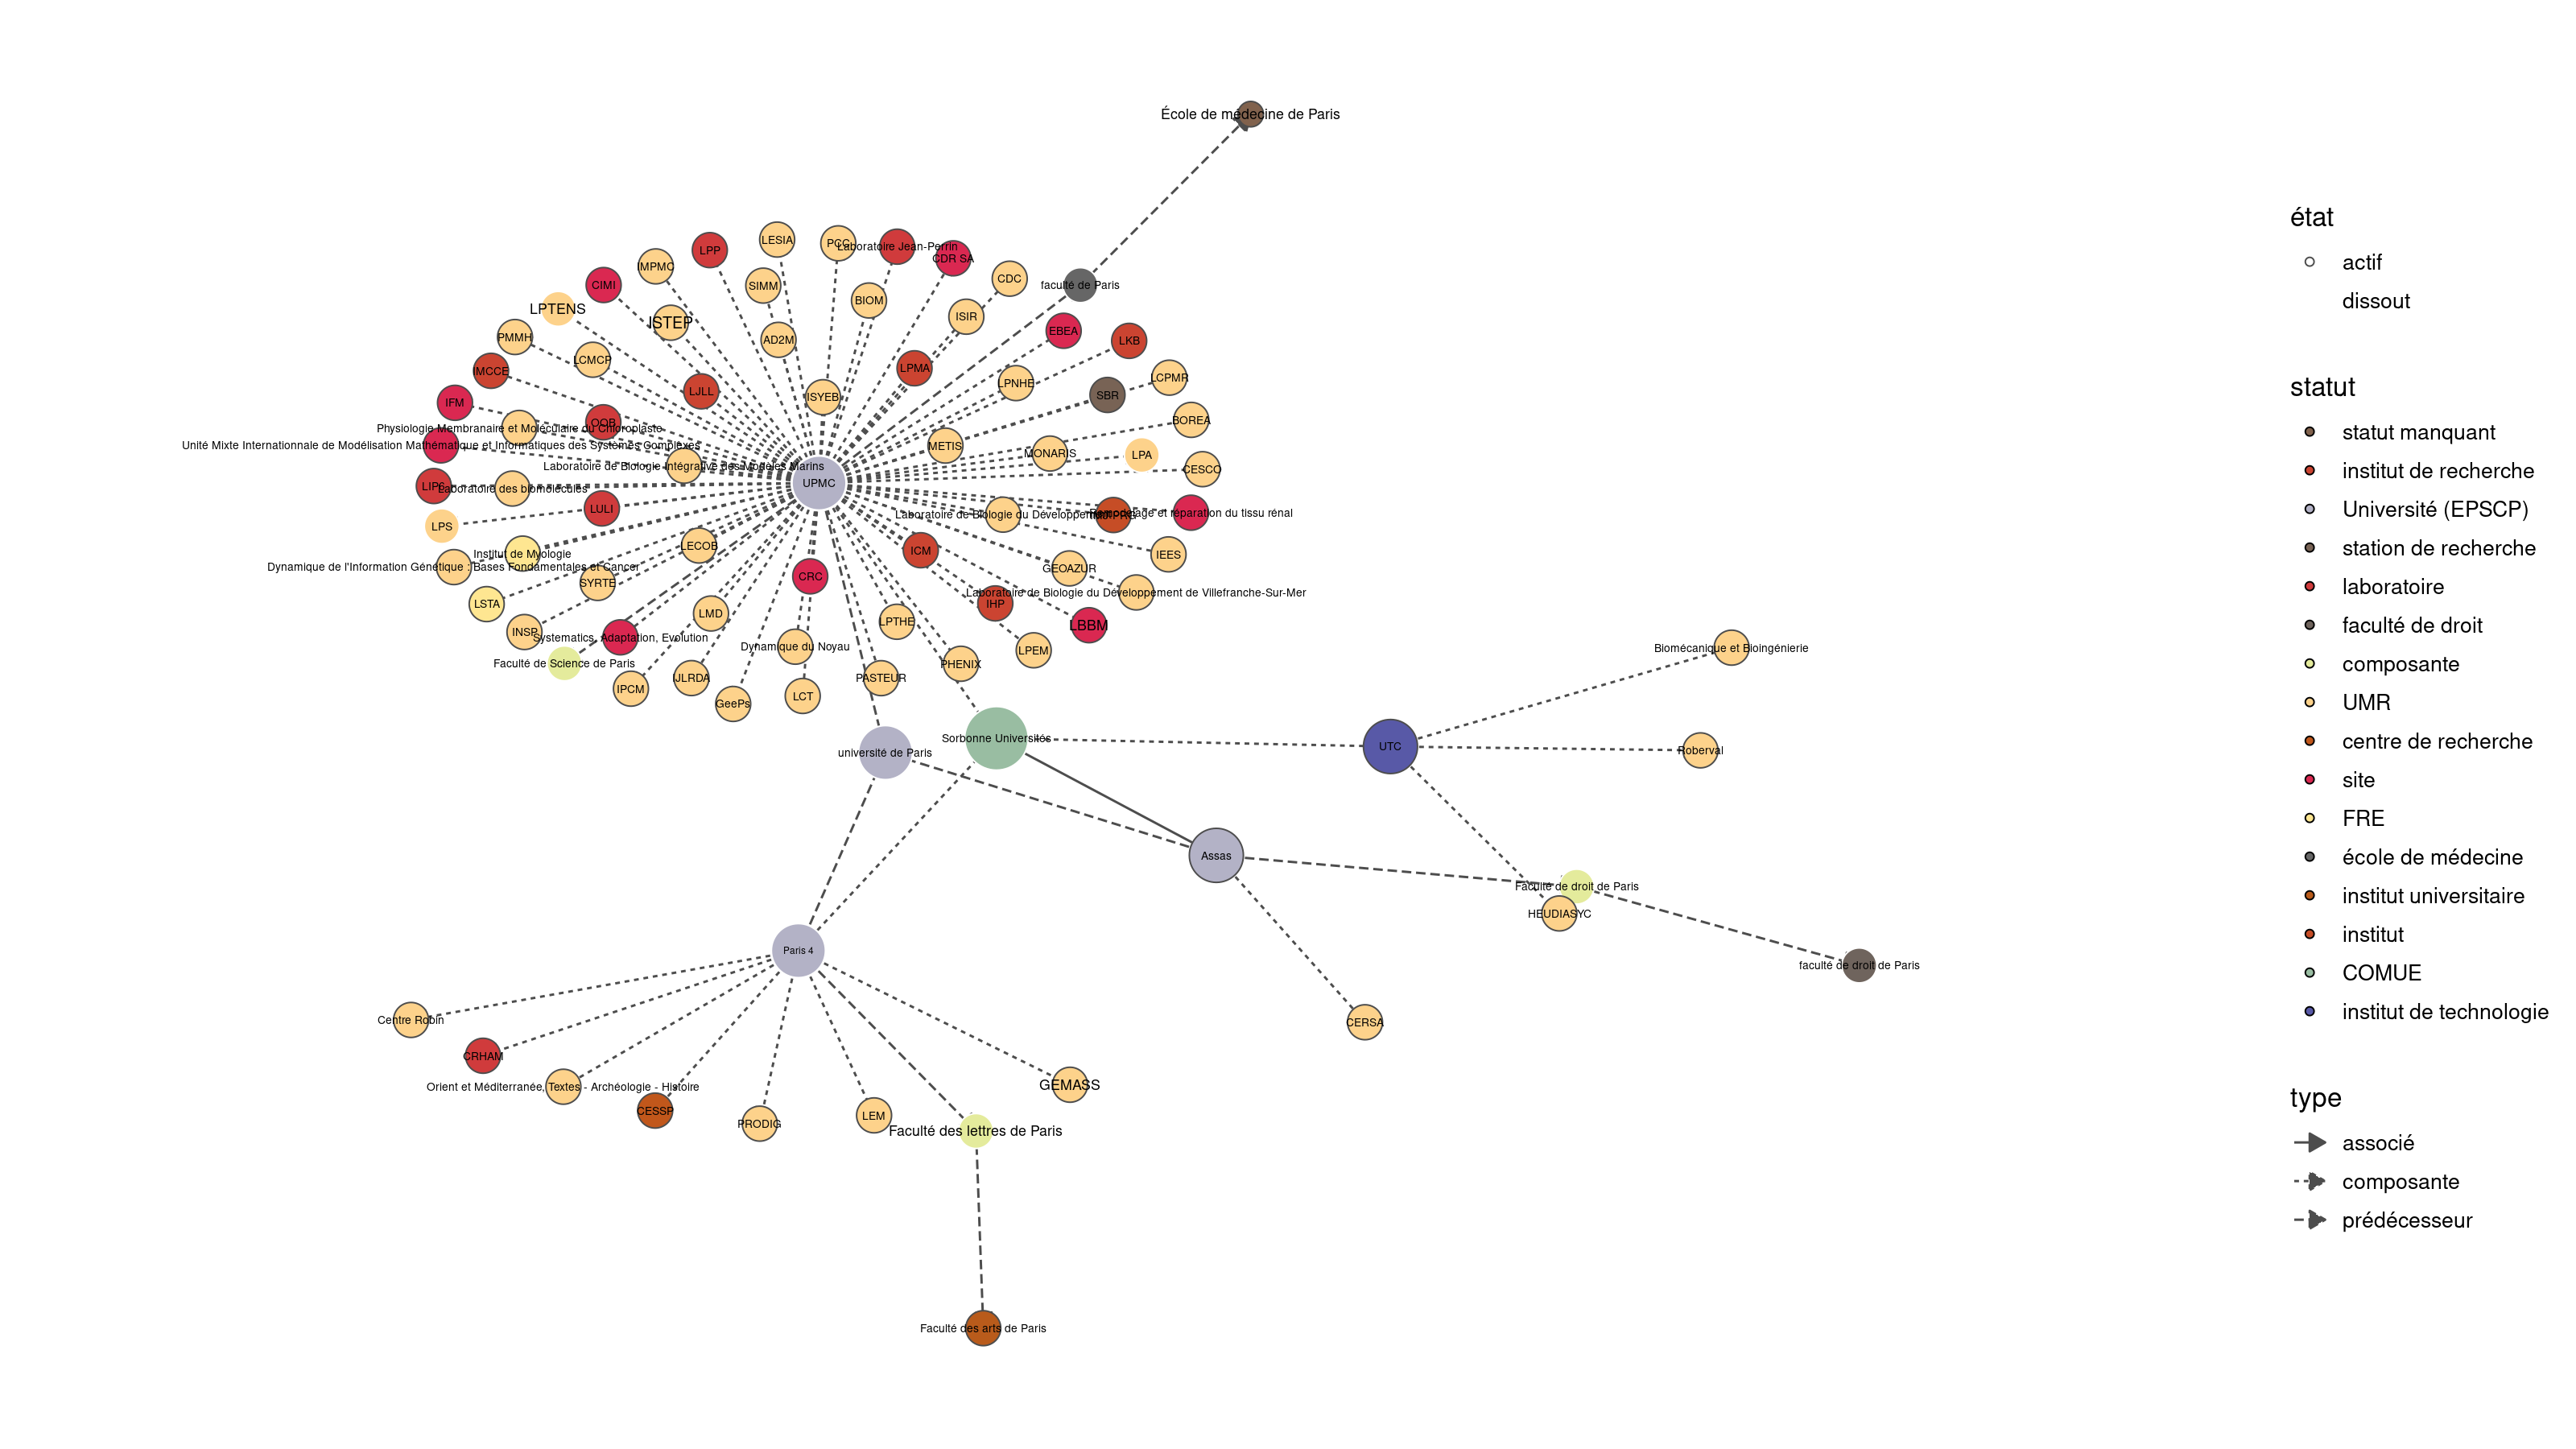 École de médecine de Paris
LESIA
PCC
Laboratoire Jean-Perrin
LPP
CDR SA
IMPMC
CDC
CIMI
SIMM
faculté de Paris
BIOM
LPTENS
ISIR
ISTEP
EBEA
PMMH
AD2M
LKB
LCMCP
LPMA
IMCCE
LCPMR
LPNHE
LJLL
SBR
ISYEB
IFM
BOREA
OOB
Physiologie Membranaire et Moléculaire du Chloroplaste
Unité Mixte Internationnale de Modélisation Mathématique et Informatiques des Systèmes Complexes
METIS
MONARIS
LPA
Laboratoire de Biologie Intégrative des Modèles Marins
CESCO
UPMC
LIP6
Laboratoire des biomolécules
LULI
Laboratoire de Biologie du Développement
Remodelage et réparation du tissu rénal
LPS
LECOB
ICM
Institut de Myologie
IEES
Dynamique de l'Information Génétique : Bases Fondamentales et Cancer
GEOAZUR
CRC
SYRTE
Laboratoire de Biologie du Développement de Villefranche-Sur-Mer
LSTA
IHP
LMD
LPTHE
LBBM
INSP
Systematics, Adaptation, Evolution
Dynamique du Noyau
LPEM
Faculté de Science de Paris
PHENIX
IPCM
IJLRDA
PASTEUR
GeePs
LCT
Biomécanique et Bioingénierie
Sorbonne Universités
université de Paris
UTC
Roberval
Assas
Faculté de droit de Paris
HEUDIASYC
Paris 4
faculté de droit de Paris
Centre Robin
CERSA
CRHAM
Orient et Méditerranée, Textes - Archéologie - Histoire
GEMASS
CESSP
PRODIG
LEM
Faculté des lettres de Paris
Faculté des arts de Paris
état
actif
dissout
statut
statut manquant
institut de recherche
Université (EPSCP)
station de recherche
laboratoire
faculté de droit
composante
UMR
centre de recherche
site
FRE
école de médecine
institut universitaire
institut
COMUE
institut de technologie
type
associé
composante
prédécesseur